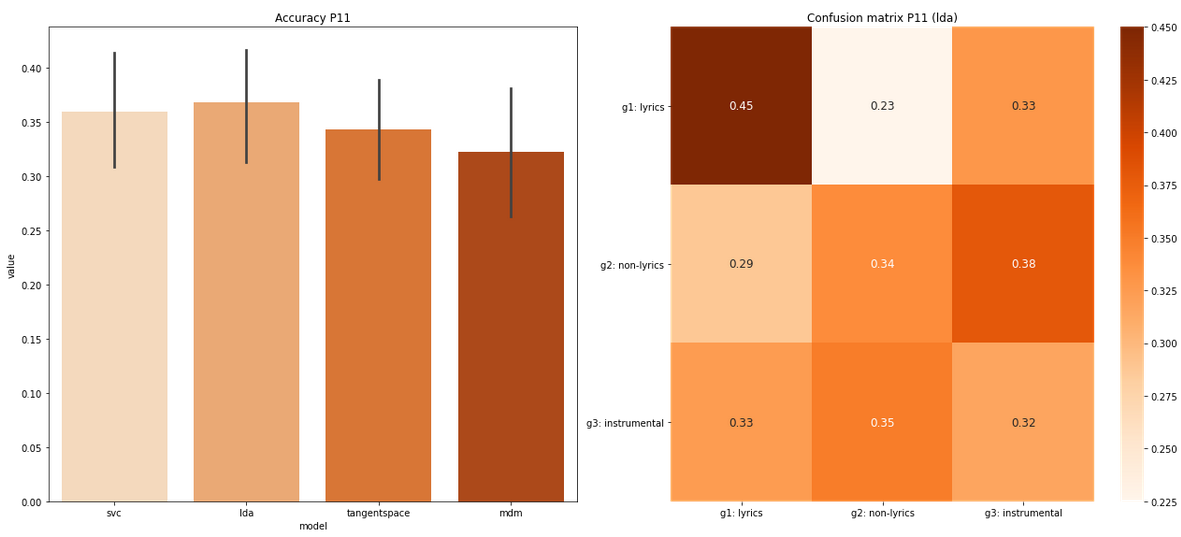 Accuracy P11
0.40
0.35
0.30
0.25
0.20
0.15
0.10
0.05
0.00
value
svc lda tangentspace mdm
model
Confusion matrix P11 (lda)
g1: lyrics 0.45 0.23 0.33
g2: non-lyrics 0.29 0.34 0.38
g3: instrumental 0.33 0.35 0.32
g1: lyrics g2: non-lyrics g3: instrumental
0.450
0.425
0.400
0.375
0.350
0.325
0.300
0.275
0.250
0.225